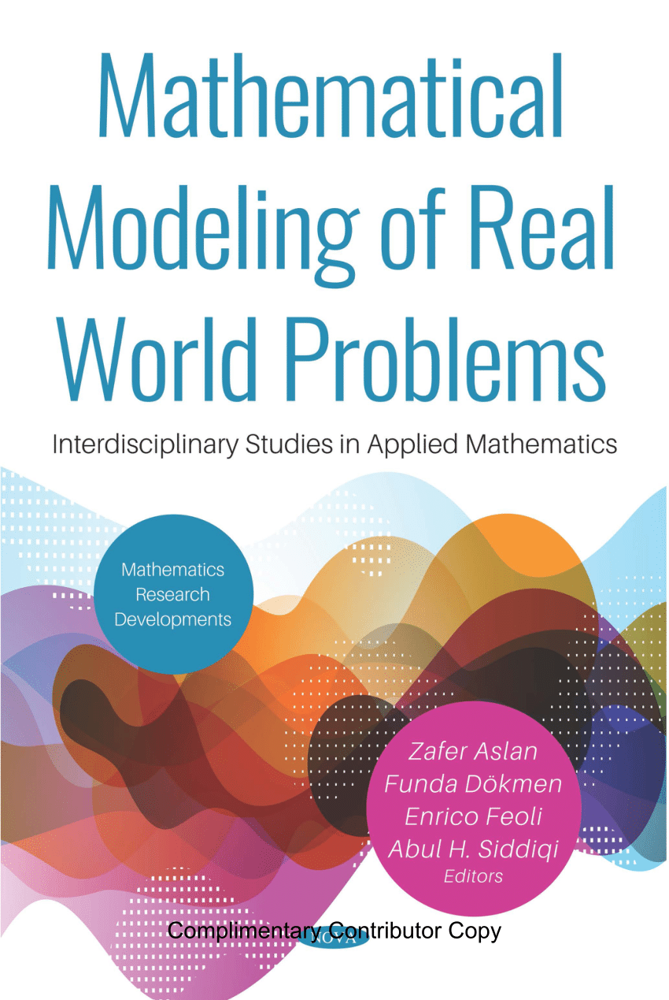 Mathematical
Modeling of Real
World Problems
Interdisciplinary Studies in Applied Mathematics
Mathematics
Research
Developments
Zafer Aslan
Funda Dökmen
Enrico Feoli
Abul H. Siddiqi
Editors
Complimentary Contributor Copy
NOVA